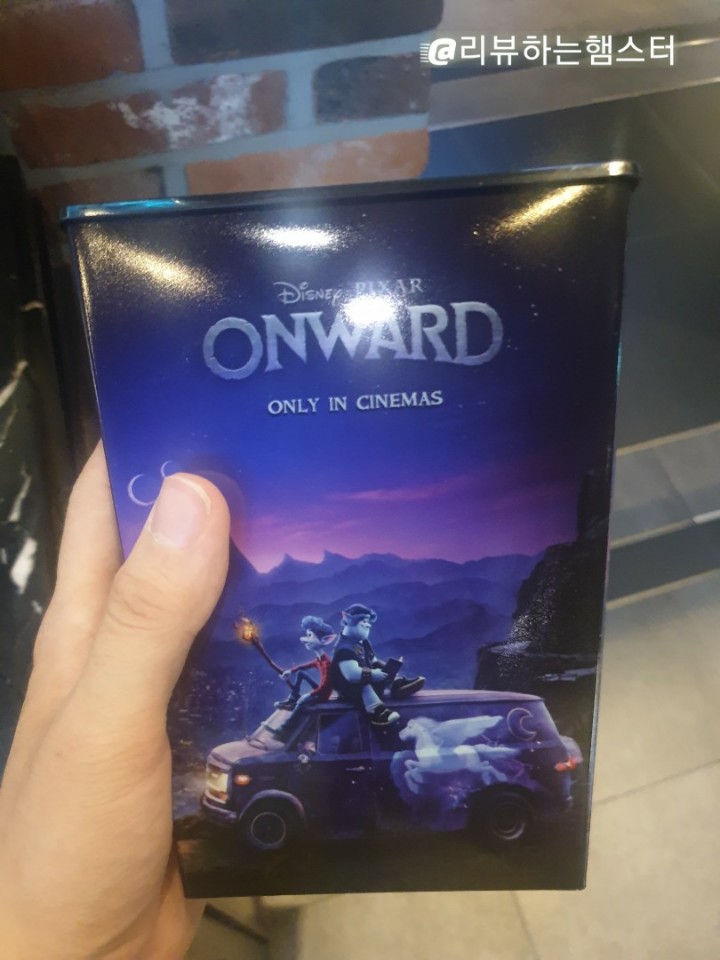 @리뷰하는햄스터
Disney PIXAR
ONWARD
ONLY IN CINEMAS